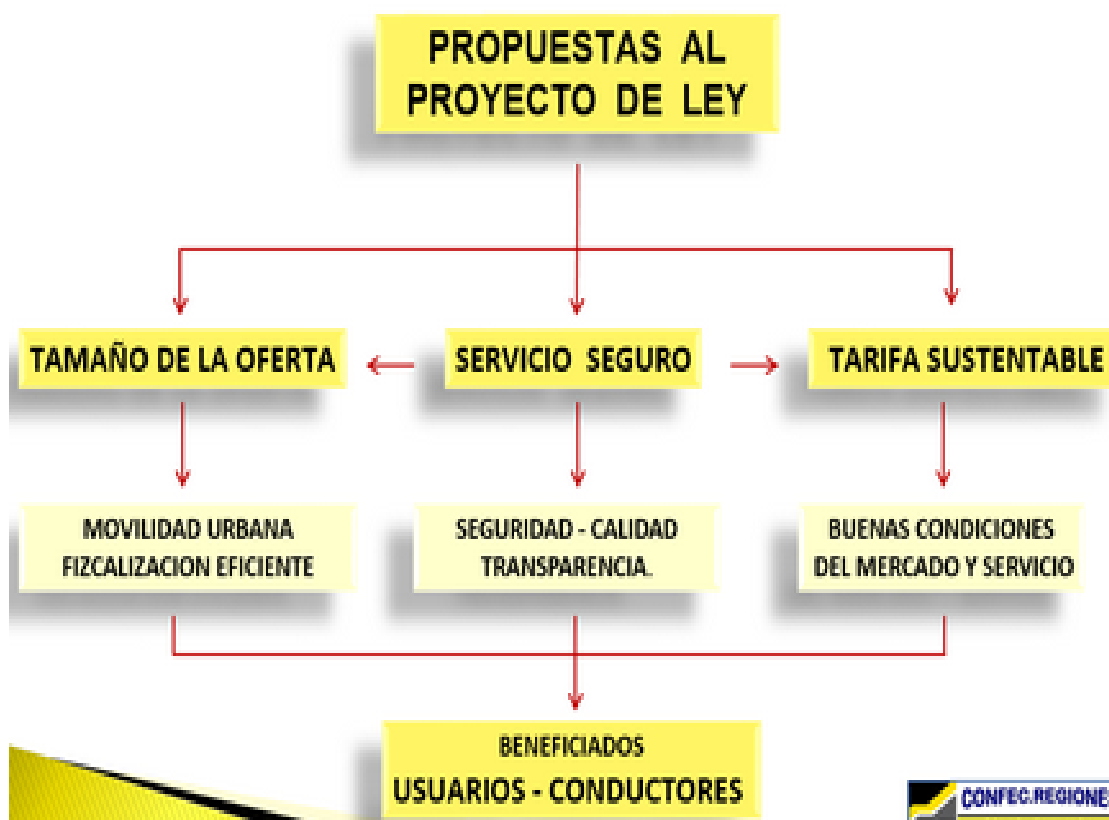 PROPUESTAS AL
PROYECTO DE LEY
TAMAÑO DE LA OFERTA
SERVICIO SEGURO
TARIFA SUSTENTABLE
MOVILIDAD URBANA
FIZCALIZACION EFICIENTE
SEGURIDAD - CALIDAD
TRANSPARENCIA.
BUENAS CONDICIONES
DEL MERCADO Y SERVICIO
BENEFICIADOS
USUARIOS - CONDUCTORES
CONFEC.REGIONE